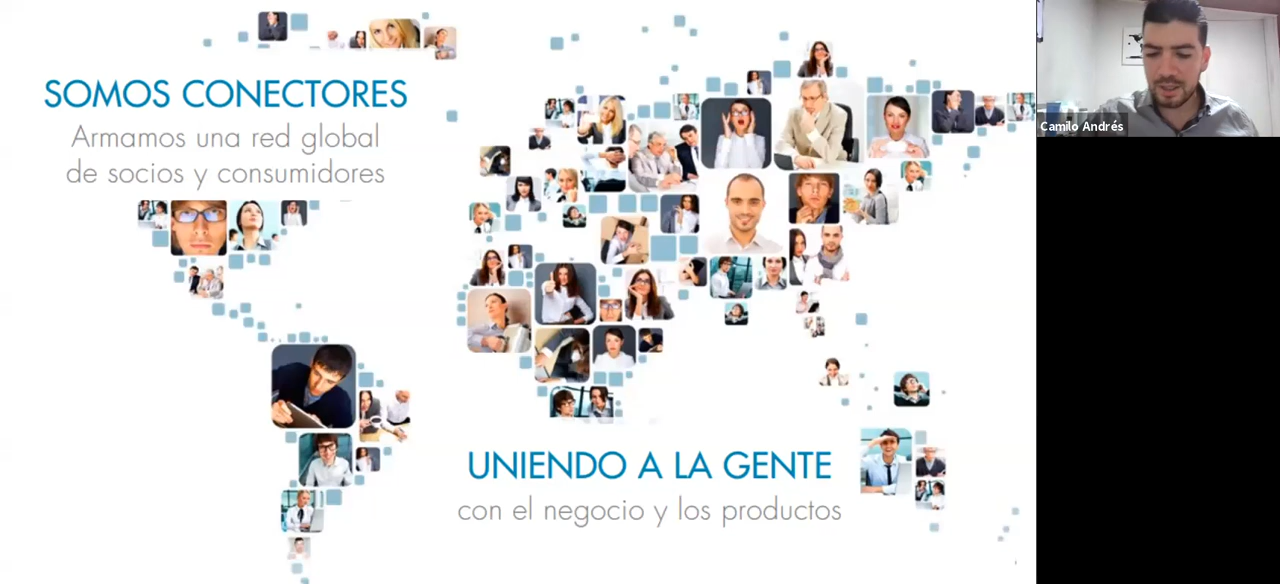 SOMOS CONECTORES
Armamos una red global
de socios y consumidores
UNIENDO A LA GENTE
con el negocio y los productos
Camilo Andrés